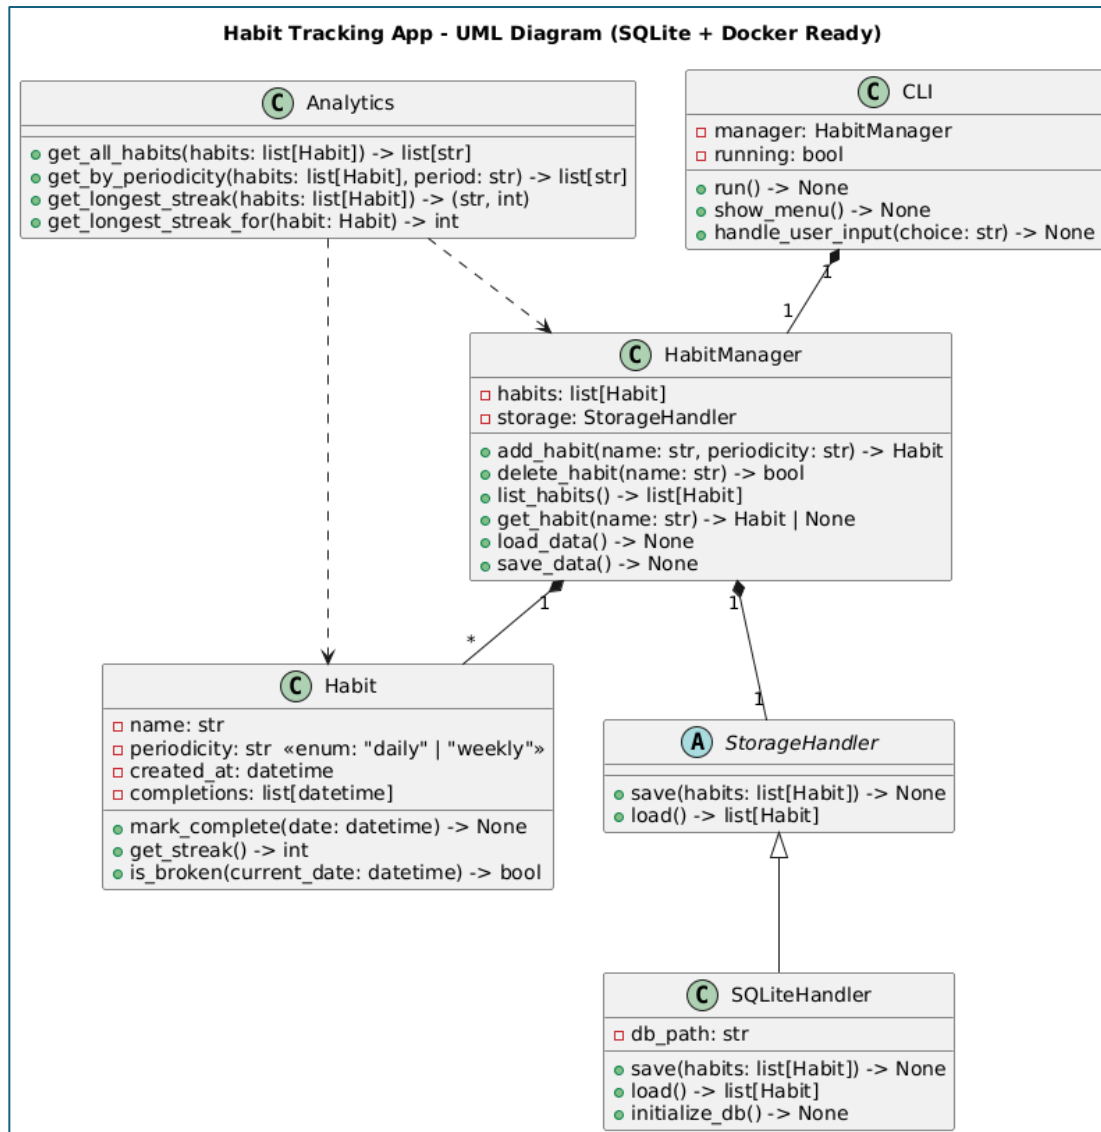 Habit Tracking App - UML Diagram (SQLite + Docker Ready)
C Analytics
get_all_habits(habits: list[Habit]) -> list[str]
get_by_periodicity(habits: list[Habit], period: str) -> list[str]
get_longest_streak(habits: list[Habit]) -> (str, int)
get_longest_streak_for(habit: Habit) -> int
C CLI
manager: HabitManager
running: bool
run() -> None
show_menu() -> None
handle_user_input(choice: str) -> None
1
1
C HabitManager
habits: list[Habit]
storage: StorageHandler
add_habit(name: str, periodicity: str) -> Habit
delete_habit(name: str) -> bool
list_habits() -> list[Habit]
get_habit(name: str) -> Habit | None
load_data() -> None
save_data() -> None
1
*
1
1
C Habit
name: str
periodicity: str «enum: "daily" | "weekly"»
created_at: datetime
completions: list[datetime]
mark_complete(date: datetime) -> None
get_streak() -> int
is_broken(current_date: datetime) -> bool
A StorageHandler
save(habits: list[Habit]) -> None
load() -> list[Habit]
C SQLiteHandler
db_path: str
save(habits: list[Habit]) -> None
load() -> list[Habit]
initialize_db() -> None